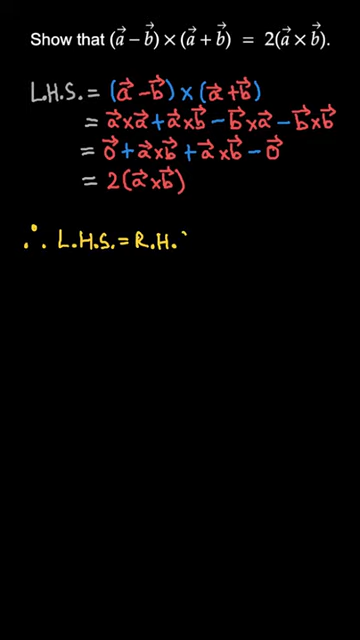 Show that (a⃗ − b⃗) × (a⃗ + b⃗) = 2(a⃗ × b⃗).
L.H.S. = (a⃗ − b⃗) × (a⃗ + b⃗)
= a⃗ × a⃗ + a⃗ × b⃗ − b⃗ × a⃗ − b⃗ × b⃗
= 0⃗ + a⃗ × b⃗ + a⃗ × b⃗ − 0⃗
= 2(a⃗ × b⃗)
∴ L.H.S. = R.H.